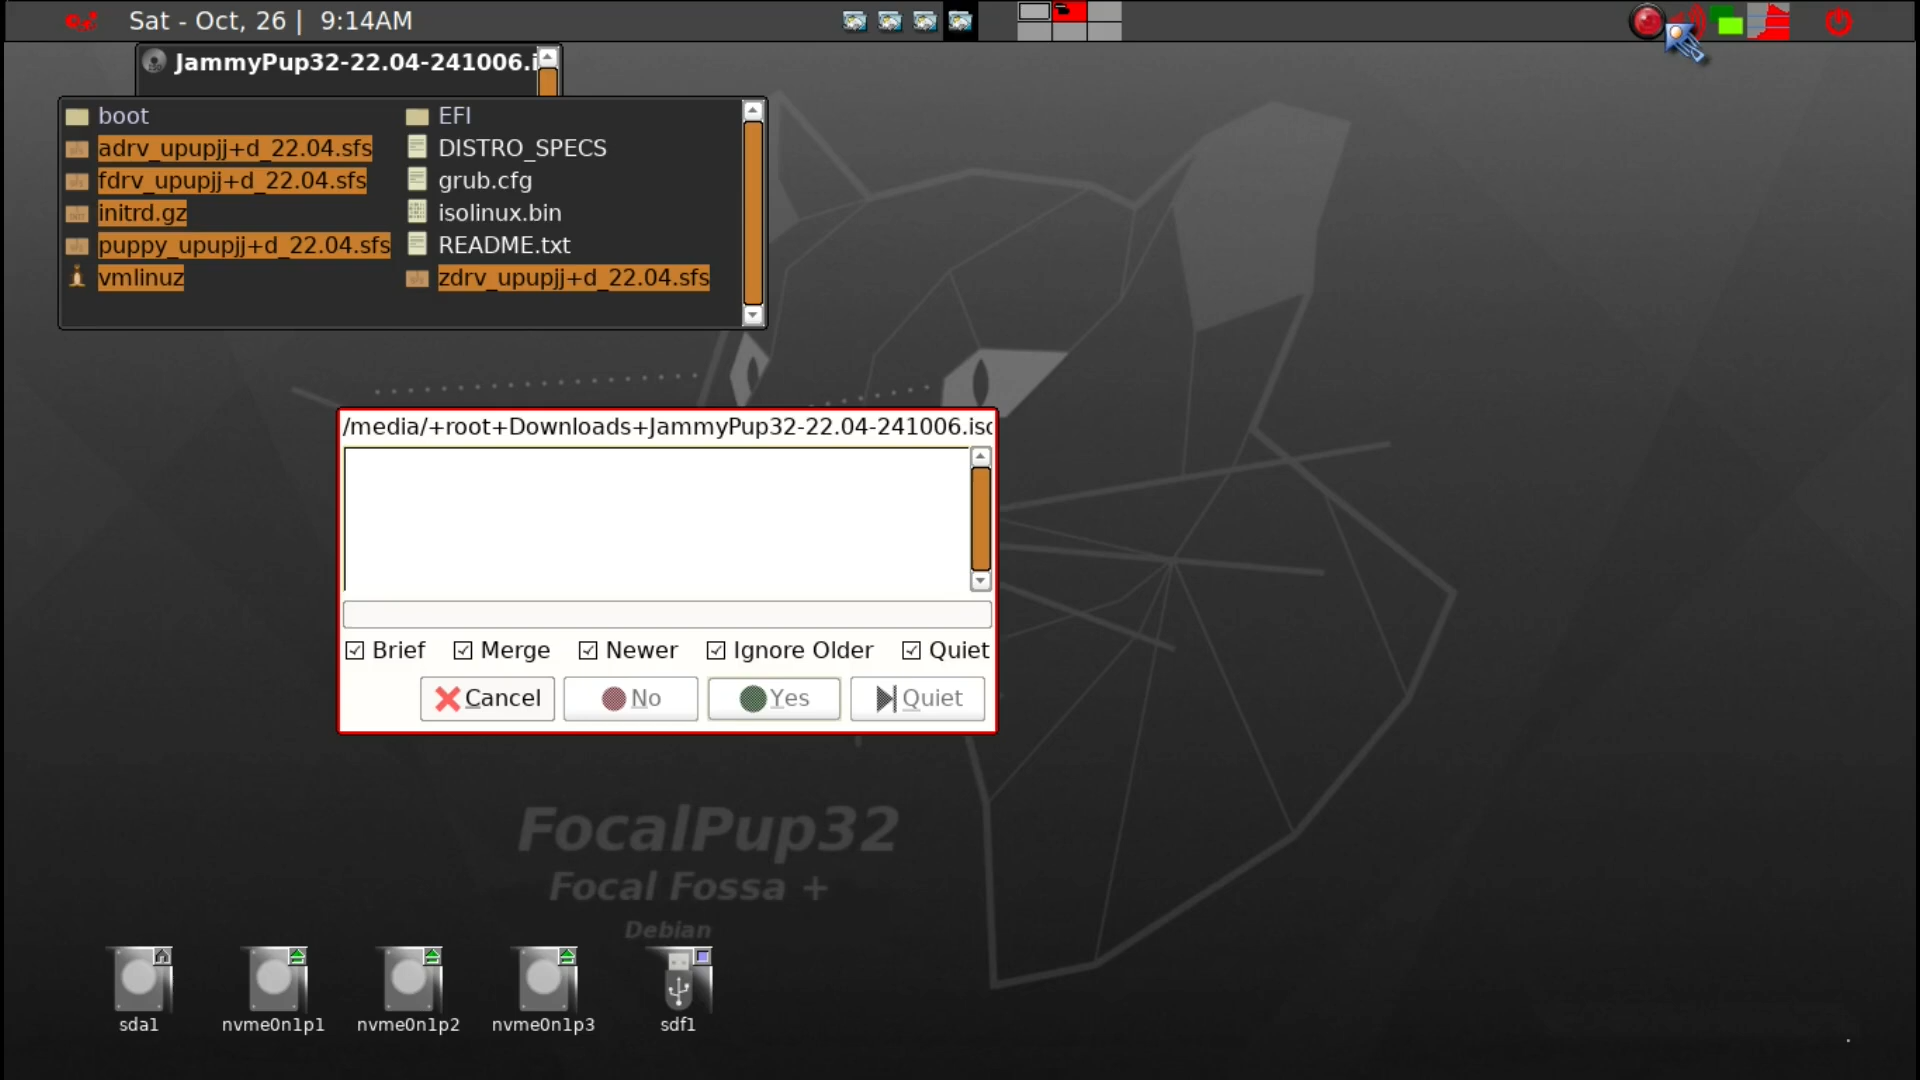 Sat - Oct, 26 | 9:14AM
JammyPup32-22.04-241006.i
boot
EFI
adrv_upupjj+d_22.04.sfs
DISTRO_SPECS
fdrv_upupjj+d_22.04.sfs
grub.cfg
initrd.gz
isolinux.bin
puppy_upupjj+d_22.04.sfs
README.txt
vmlinuz
zdrv_upupjj+d_22.04.sfs
/media/+root+Downloads+JammyPup32-22.04-241006.iso
Brief Merge Newer Ignore Older Quiet
Cancel No Yes Quiet
FocalPup32
Focal Fossa +
Debian
sda1 nvme0n1p1 nvme0n1p2 nvme0n1p3 sdf1